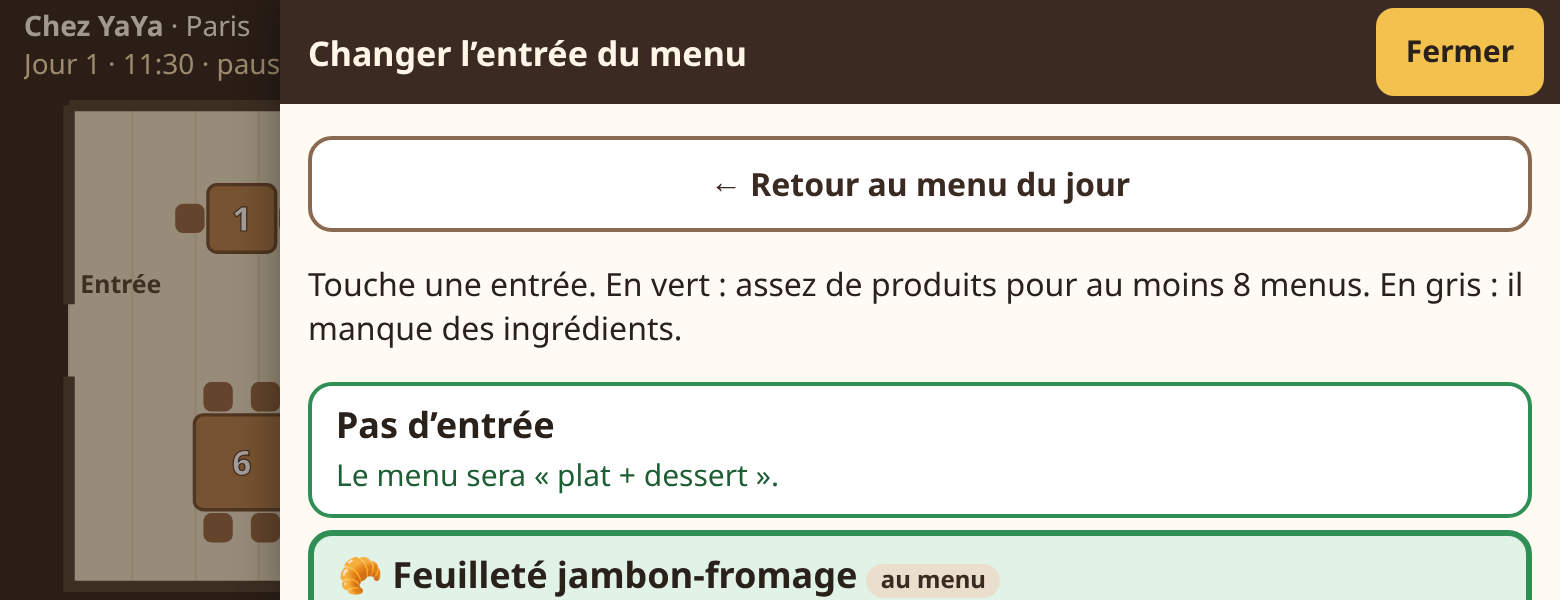 Chez YaYa · Paris
Jour 1 · 11:30 · paus
Changer l’entrée du menu
Fermer
← Retour au menu du jour
Touche une entrée. En vert : assez de produits pour au moins 8 menus. En gris : il
manque des ingrédients.
Pas d’entrée
Le menu sera « plat + dessert ».
🥐 Feuilleté jambon-fromage au menu
1
Entrée
6